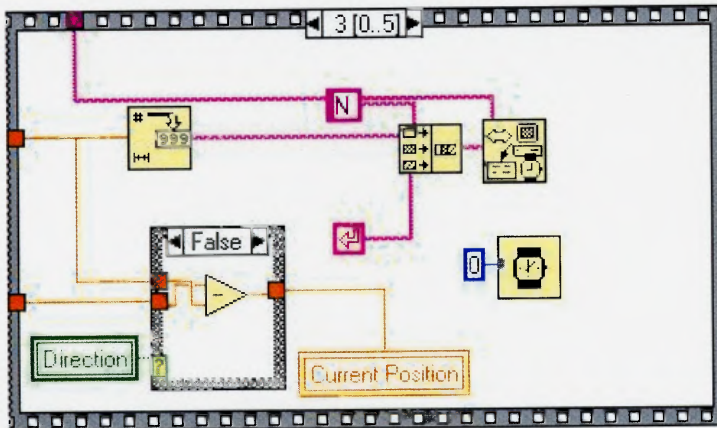 3 [0..5]
N
#
999
False
0
Direction
?
Current Position